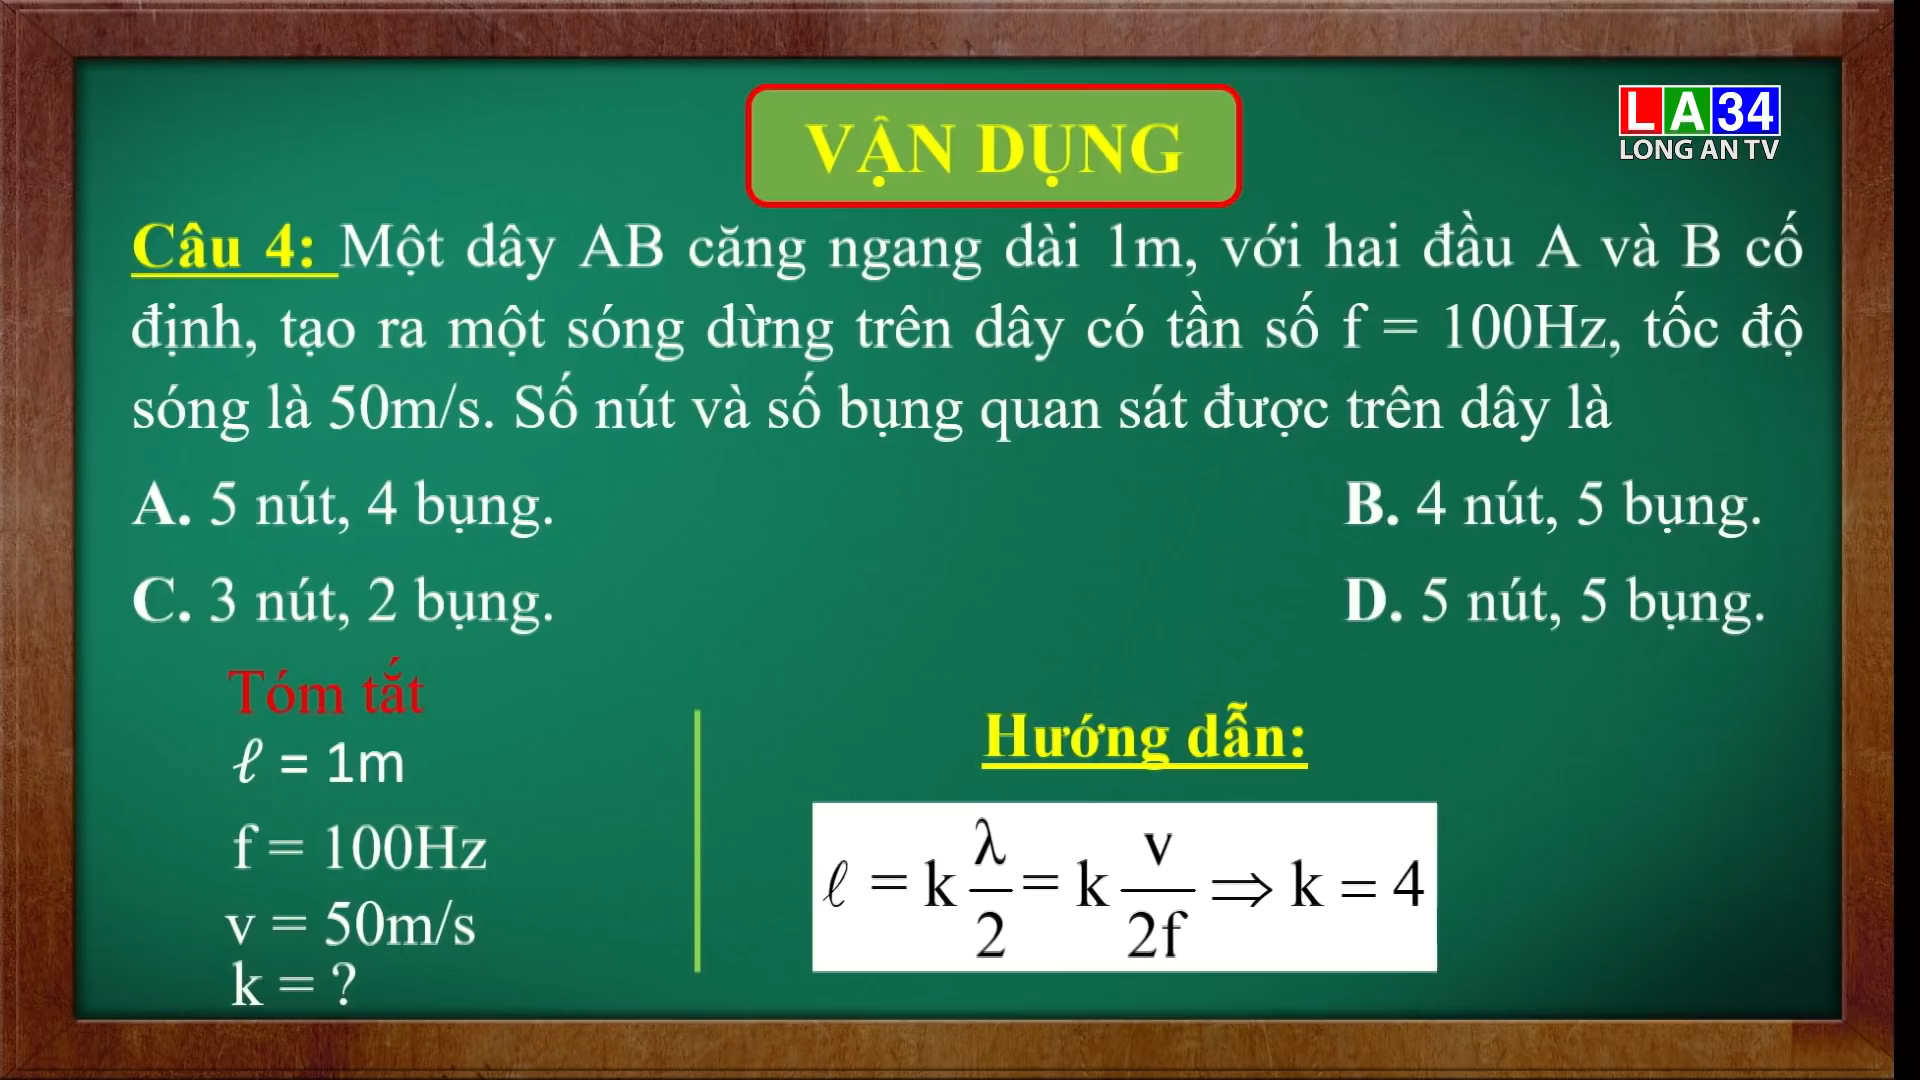 VẬN DỤNG
LA34
LONG AN TV
Câu 4: Một dây AB căng ngang dài 1m, với hai đầu A và B cố
định, tạo ra một sóng dừng trên dây có tần số f = 100Hz, tốc độ
sóng là 50m/s. Số nút và số bụng quan sát được trên dây là
A. 5 nút, 4 bụng.
B. 4 nút, 5 bụng.
C. 3 nút, 2 bụng.
D. 5 nút, 5 bụng.
Tóm tắt
ℓ = 1m
f = 100Hz
v = 50m/s
k = ?
Hướng dẫn:
ℓ = k λ/2 = k v/2f ⇒ k = 4